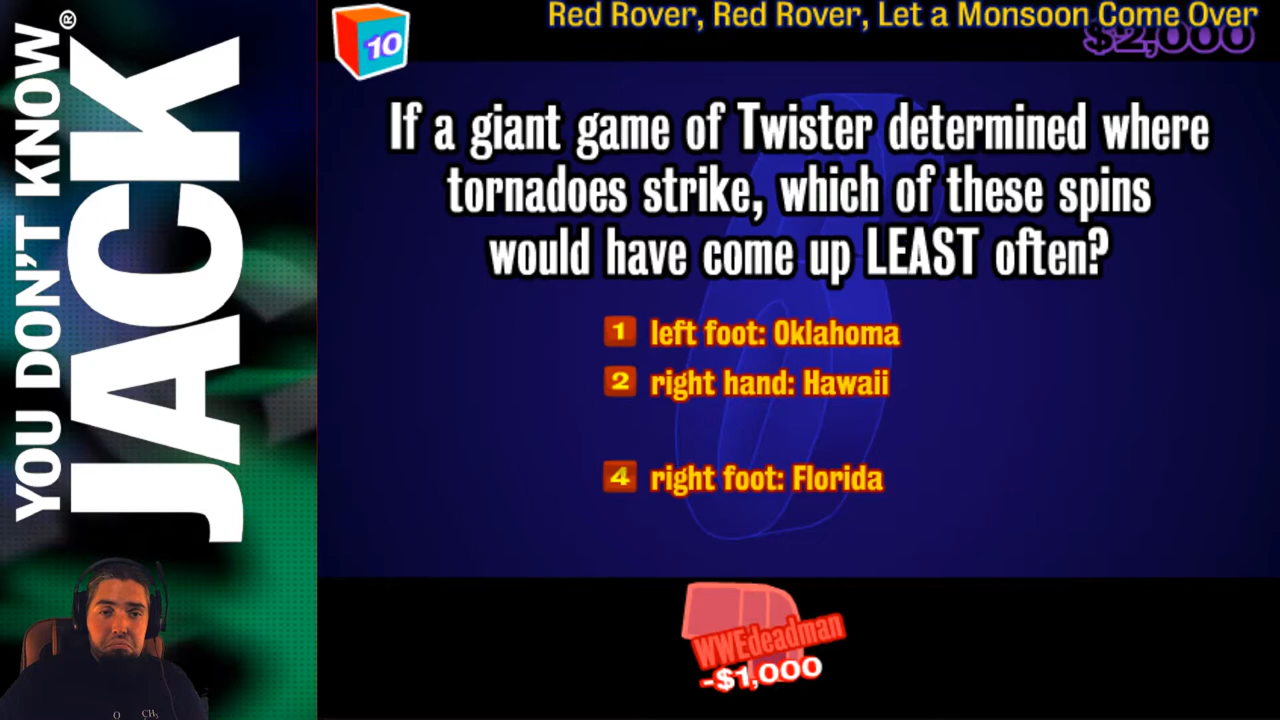 YOU DON'T KNOW
JACK®
10
Red Rover, Red Rover, Let a Monsoon Come Over
$2,000
If a giant game of Twister determined where
tornadoes strike, which of these spins
would have come up LEAST often?
1 left foot: Oklahoma
2 right hand: Hawaii
4 right foot: Florida
WWEdeadman
-$1,000
O CH₃